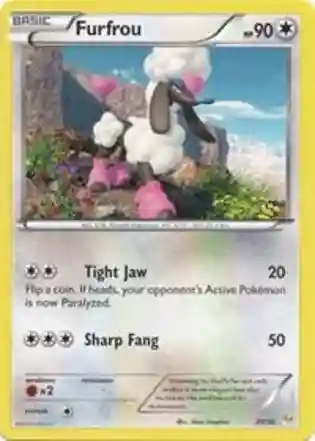 BASIC
Furfrou
HP90
Tight Jaw 20
Flip a coin. If heads, your opponent's Active Pokémon
is now Paralyzed.
Sharp Fang 50
×2